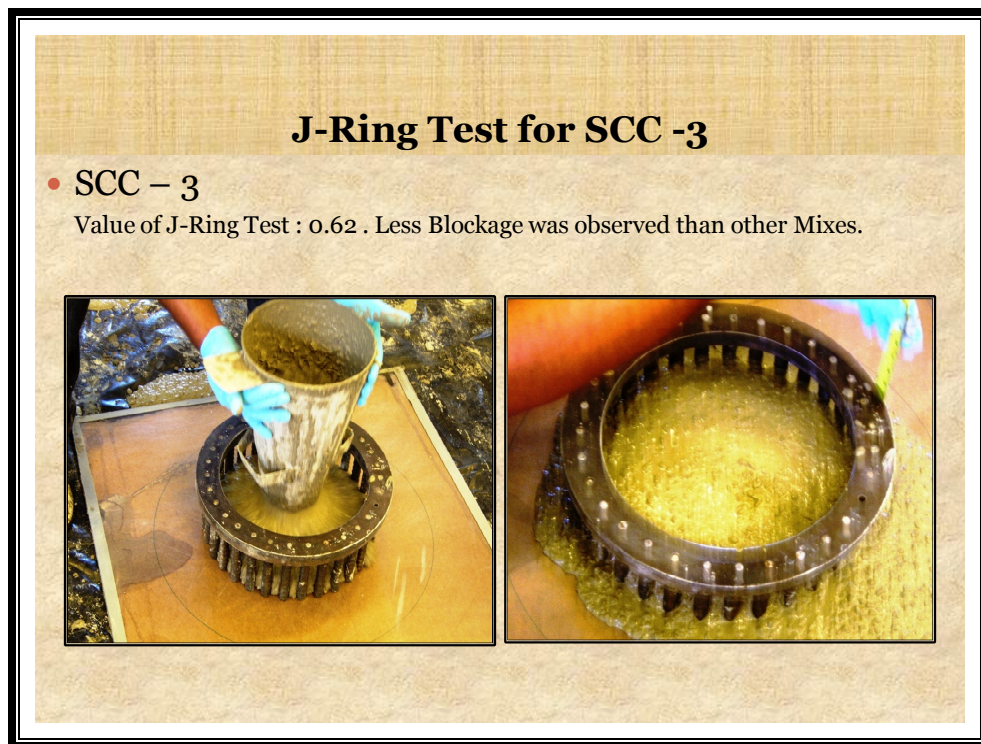 J-Ring Test for SCC -3
• SCC – 3
Value of J-Ring Test : 0.62 . Less Blockage was observed than other Mixes.